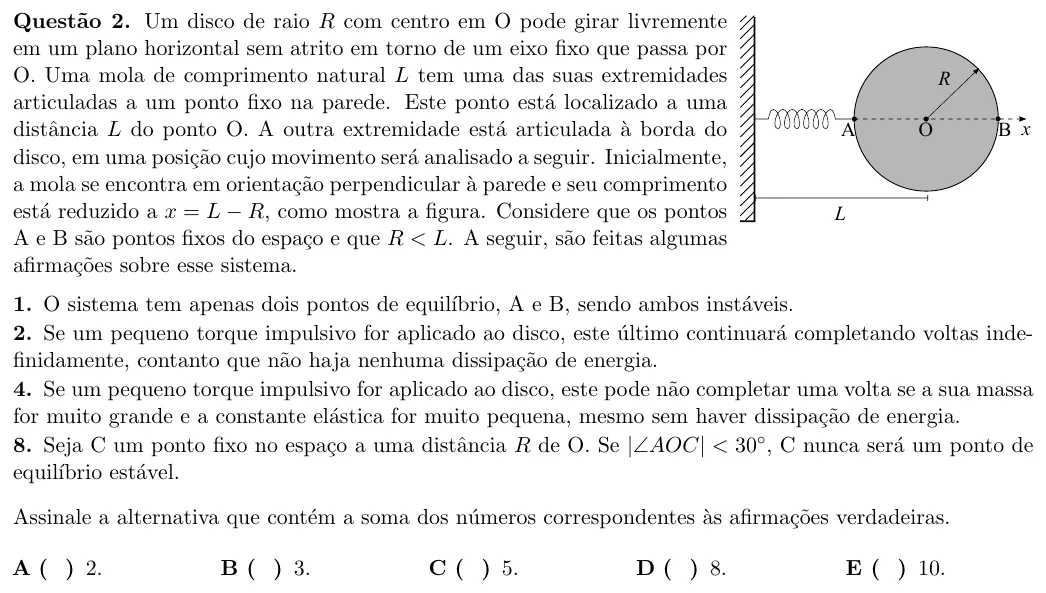 Questão 2. Um disco de raio R com centro em O pode girar livremente
em um plano horizontal sem atrito em torno de um eixo fixo que passa por
O. Uma mola de comprimento natural L tem uma das suas extremidades
articuladas a um ponto fixo na parede. Este ponto está localizado a uma
distância L do ponto O. A outra extremidade está articulada à borda do
disco, em uma posição cujo movimento será analisado a seguir. Inicialmente,
a mola se encontra em orientação perpendicular à parede e seu comprimento
está reduzido a x = L − R, como mostra a figura. Considere que os pontos
A e B são pontos fixos do espaço e que R < L. A seguir, são feitas algumas
afirmações sobre esse sistema.
R
A O B x
L
1. O sistema tem apenas dois pontos de equilíbrio, A e B, sendo ambos instáveis.
2. Se um pequeno torque impulsivo for aplicado ao disco, este último continuará completando voltas inde-
finidamente, contanto que não haja nenhuma dissipação de energia.
4. Se um pequeno torque impulsivo for aplicado ao disco, este pode não completar uma volta se a sua massa
for muito grande e a constante elástica for muito pequena, mesmo sem haver dissipação de energia.
8. Seja C um ponto fixo no espaço a uma distância R de O. Se |∠AOC| < 30°, C nunca será um ponto de
equilíbrio estável.
Assinale a alternativa que contém a soma dos números correspondentes às afirmações verdadeiras.
A ( ) 2. B ( ) 3. C ( ) 5. D ( ) 8. E ( ) 10.